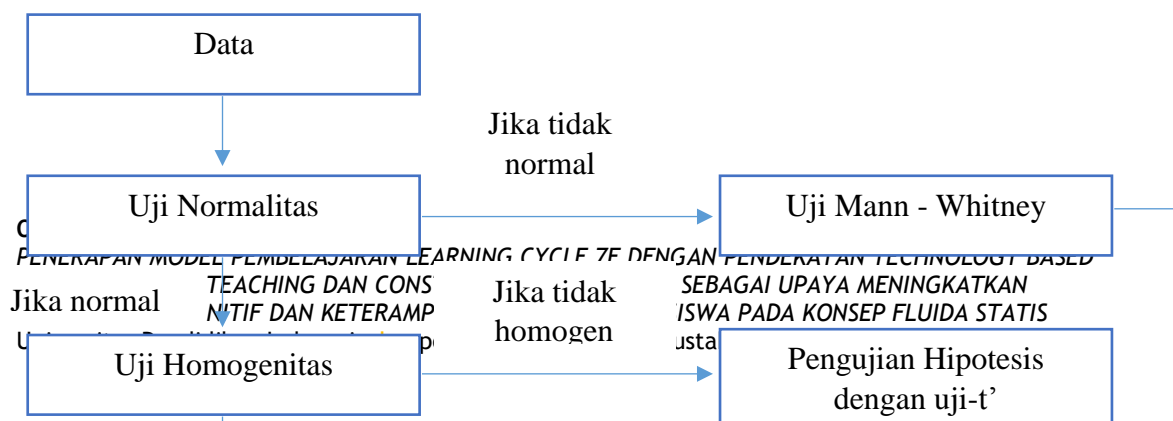 Data
Jika tidak
normal
Uji Normalitas
Uji Mann - Whitney
PENERAPAN MODEL PEMBELAJARAN LEARNING CYCLE 7E DENGAN PENDEKATAN TECHNOLOGY BASED
TEACHING DAN CONS SEBAGAI UPAYA MENINGKATKAN
Jika normal
Jika tidak
homogen
NITIF DAN KETERAMP ISWA PADA KONSEP FLUIDA STATIS
Uji Homogenitas
Pengujian Hipotesis
dengan uji-t’